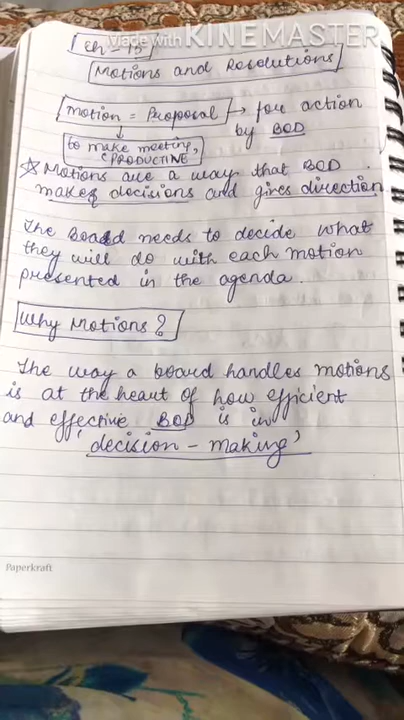 Made with KINEMASTER
Ch - 15
Motions and Resolutions
Motion = Proposal → for action
by BOD
to make meeting,
PRODUCTIVE
☆ Motions are a way that BOD
makes decisions and gives direction
The Board needs to decide what
they will do with each motion
presented in the agenda.
Why Motions?
The way a board handles motions
is at the heart of how efficient
and effective BOD is in
'decision - making'
Paperkraft